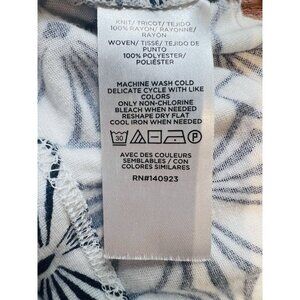 KNIT/TRICOT/TEJIDO
100% RAYON/RAYONNE/
RAYON
WOVEN/TISSÉ/TEJIDO DE
PUNTO
100% POLYESTER/
POLIÉSTER
MACHINE WASH COLD
DELICATE CYCLE WITH LIKE
COLORS
ONLY NON-CHLORINE
BLEACH WHEN NEEDED
RESHAPE DRY FLAT
COOL IRON WHEN NEEDED
30 P
AVEC DES COULEURS
SEMBLABLES / CON
COLORES SIMILARES
RN#140923